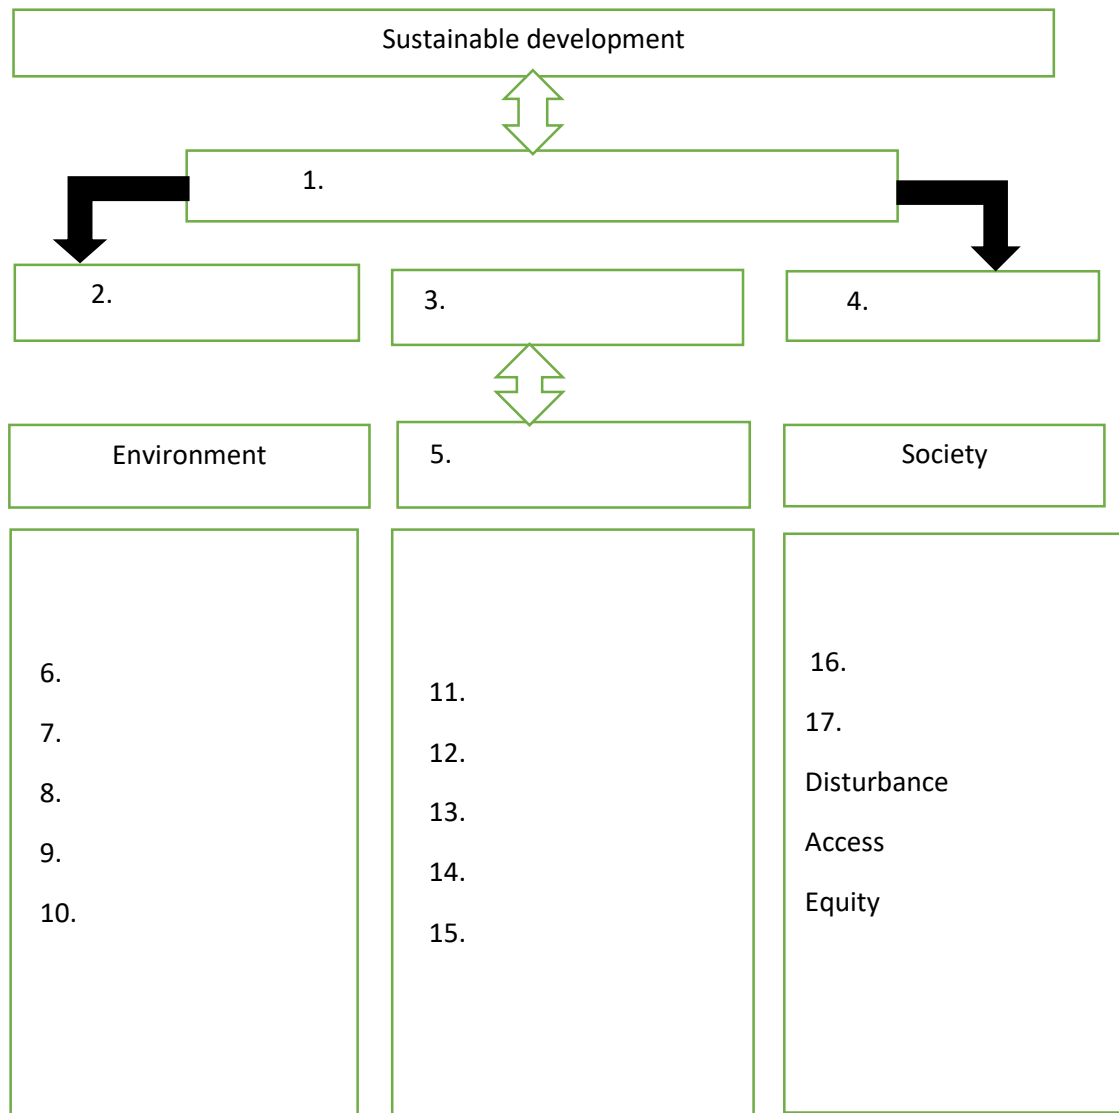 Sustainable development
1.
2.
3.
4.
Environment
5.
Society
6.
7.
8.
9.
10.
11.
12.
13.
14.
15.
16.
17.
Disturbance
Access
Equity